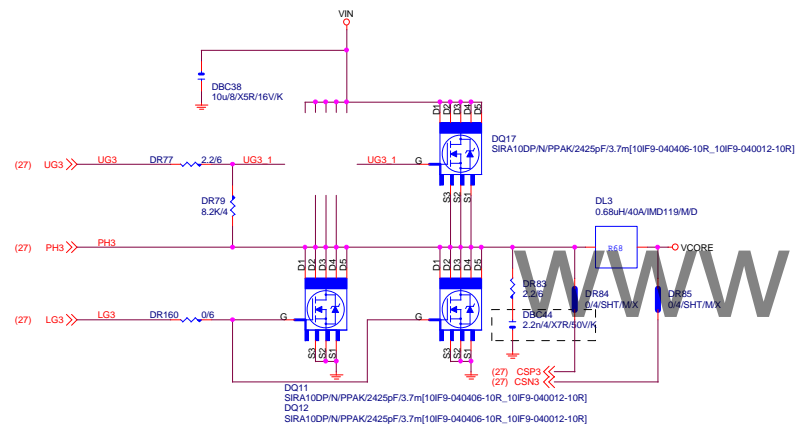 VIN
DBC38
10u/8/X5R/16V/K
D1 D2 D3 D4 D5
DQ17
SIRA10DP/N/PPAK/2425pF/3.7m[10IF9-040406-10R_10IF9-040012-10R]
(27) UG3 UG3 DR77 2.2/6 UG3_1 UG3_1 G
S3 S2 S1
DR79
8.2K/4
DL3
0.68uH/40A/IMD119/M/D
(27) PH3 PH3
R68
VCORE
D1 D2 D3 D4 D5
D1 D2 D3 D4 D5
WWW
DR83
2.2/6
DR84
0/4/SHT/M/X
DR85
0/4/SHT/M/X
(27) LG3 LG3 DR160 0/6 G G
DBC44
2.2n/4/X7R/50V/K
S3 S2 S1
S3 S2 S1
(27) CSP3
(27) CSN3
DQ11
SIRA10DP/N/PPAK/2425pF/3.7m[10IF9-040406-10R_10IF9-040012-10R]
DQ12
SIRA10DP/N/PPAK/2425pF/3.7m[10IF9-040406-10R_10IF9-040012-10R]